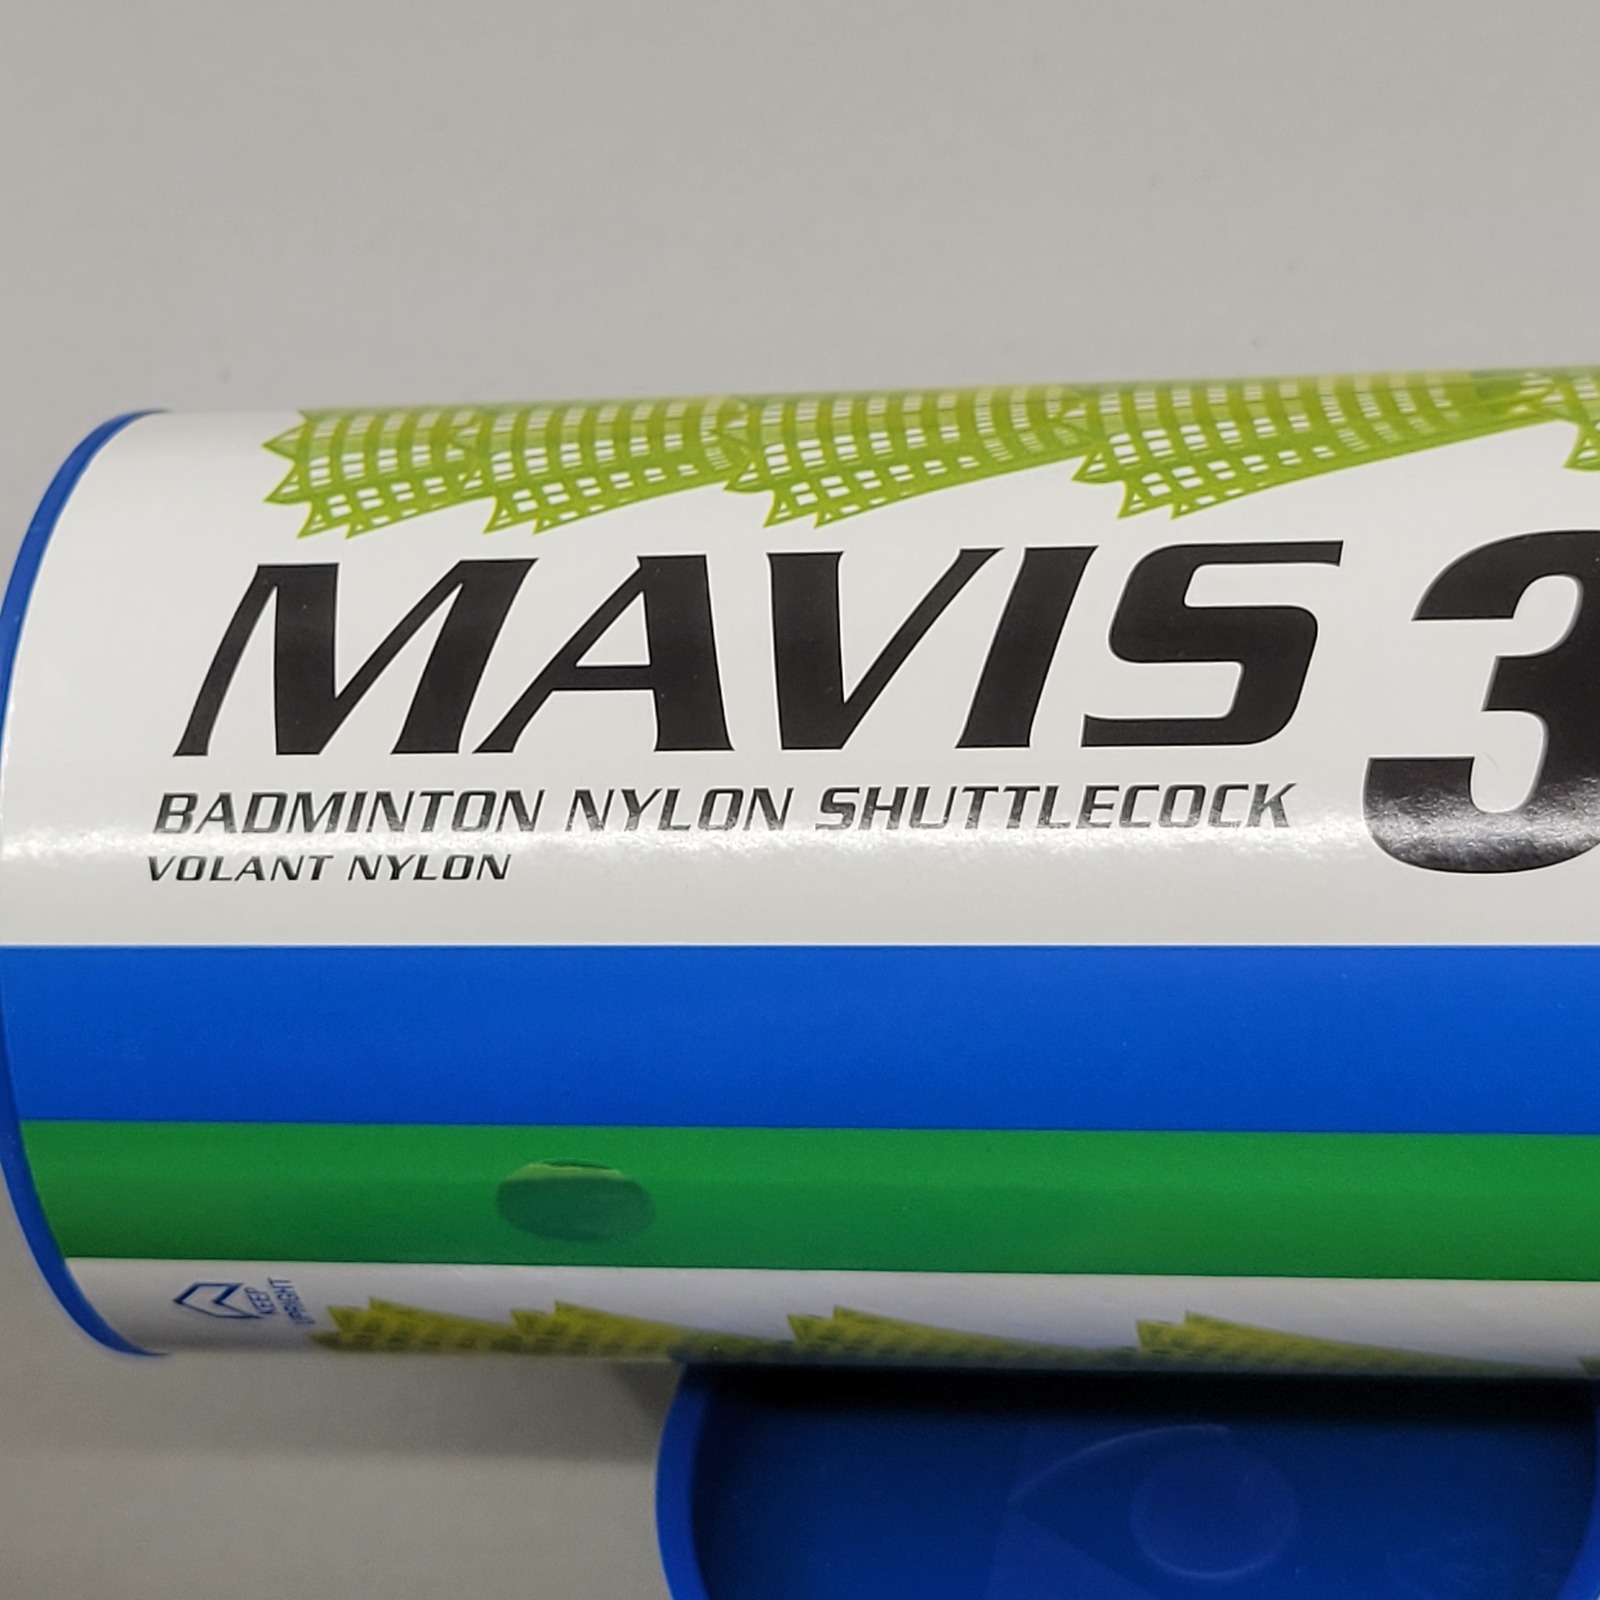 MAVIS 3
BADMINTON NYLON SHUTTLECOCK
VOLANT NYLON
KEEP
UPRIGHT